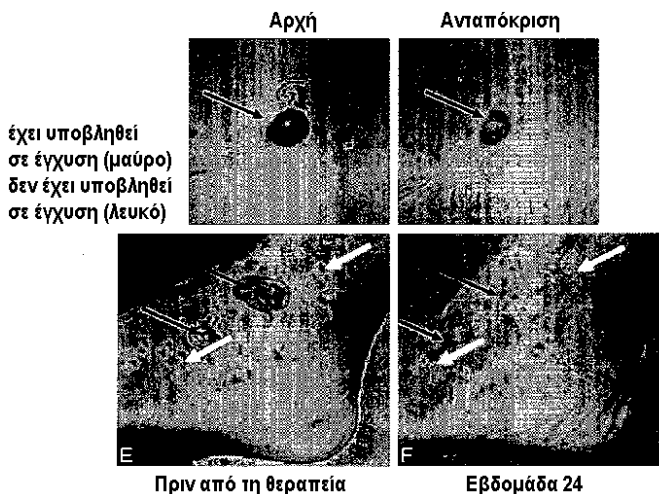 Αρχή
Ανταπόκριση
έχει υποβληθεί
σε έγχυση (μαύρο)
δεν έχει υποβληθεί
σε έγχυση (λευκό)
E
F
Πριν από τη θεραπεία
Εβδομάδα 24